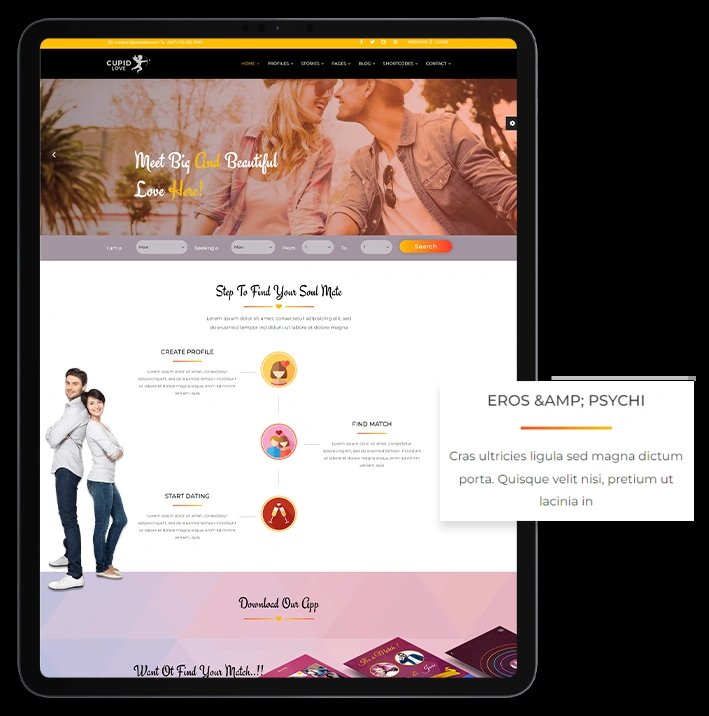 CUPID
LOVE
HOME PROFILES STORIES PAGES BLOG SHORTCODES CONTACT
Meet Big And Beautiful
Love Here!
I am a Man Seeking a Man From To Search
Step To Find Your Soul Mate
Lorem ipsum dolor sit amet, consectetur adipisicing elit, sed
do eiusmod tempor incididunt ut labore et dolore magna
CREATE PROFILE
Lorem ipsum dolor sit amet, consectetur
adipisicing elit, sed do eiusmod tempor incididunt
ut labore et dolore magna aliqua enim ad minim
veniam, quis
FIND MATCH
Lorem ipsum dolor sit amet, consectetur
adipisicing elit, sed do eiusmod tempor incididunt
ut labore et dolore magna aliqua enim ad minim
veniam, quis
EROS &AMP; PSYCHI
Cras ultricies ligula sed magna dictum
porta. Quisque velit nisi, pretium ut
lacinia in
START DATING
Lorem ipsum dolor sit amet, consectetur
adipisicing elit, sed do eiusmod tempor incididunt
ut labore et dolore magna aliqua enim ad minim
veniam, quis
Download Our App
Want Ot Find Your Match..!!
It's a Match !